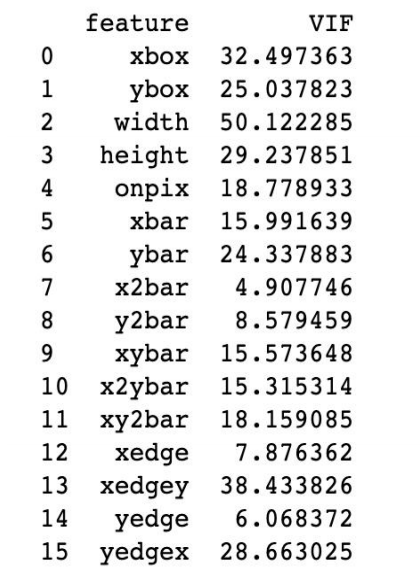 feature VIF
0 xbox 32.497363
1 ybox 25.037823
2 width 50.122285
3 height 29.237851
4 onpix 18.778933
5 xbar 15.991639
6 ybar 24.337883
7 x2bar 4.907746
8 y2bar 8.579459
9 xybar 15.573648
10 x2ybar 15.315314
11 xy2bar 18.159085
12 xedge 7.876362
13 xedgey 38.433826
14 yedge 6.068372
15 yedgex 28.663025